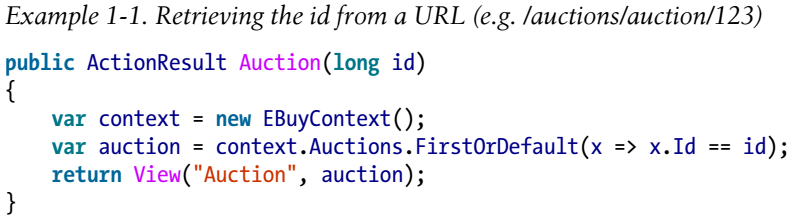 Example 1-1. Retrieving the id from a URL (e.g. /auctions/auction/123)
public ActionResult Auction(long id)
{
    var context = new EBuyContext();
    var auction = context.Auctions.FirstOrDefault(x => x.Id == id);
    return View("Auction", auction);
}